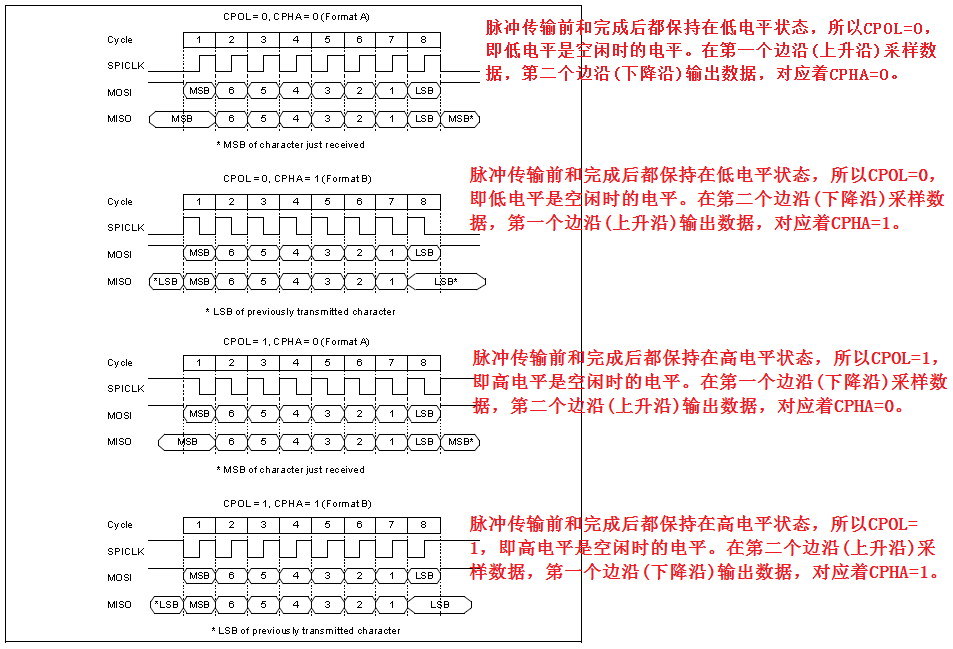 CPOL = 0, CPHA = 0 (Format A)
Cycle 1 2 3 4 5 6 7 8
SPICLK
MOSI MSB 6 5 4 3 2 1 LSB
MISO MSB 6 5 4 3 2 1 LSB MSB*
* MSB of character just received
脉冲传输前和完成后都保持在低电平状态，所以CPOL=0，
即低电平是空闲时的电平。在第一个边沿(上升沿)采样数
据，第二个边沿(下降沿)输出数据，对应着CPHA=0。
CPOL = 0, CPHA = 1 (Format B)
Cycle 1 2 3 4 5 6 7 8
SPICLK
MOSI MSB 6 5 4 3 2 1 LSB
MISO *LSB MSB 6 5 4 3 2 1 LSB*
* LSB of previously transmitted character
脉冲传输前和完成后都保持在低电平状态，所以CPOL=0，
即低电平是空闲时的电平。在第二个边沿(下降沿)采样数
据，第一个边沿(上升沿)输出数据，对应着CPHA=1。
CPOL = 1, CPHA = 0 (Format A)
Cycle 1 2 3 4 5 6 7 8
SPICLK
MOSI MSB 6 5 4 3 2 1 LSB
MISO MSB 6 5 4 3 2 1 LSB MSB*
* MSB of character just received
脉冲传输前和完成后都保持在高电平状态，所以CPOL=1，
即高电平是空闲时的电平。在第一个边沿(下降沿)采样数
据，第二个边沿(上升沿)输出数据，对应着CPHA=0。
CPOL = 1, CPHA = 1 (Format B)
Cycle 1 2 3 4 5 6 7 8
SPICLK
MOSI MSB 6 5 4 3 2 1 LSB
MISO *LSB MSB 6 5 4 3 2 1 LSB
* LSB of previously transmitted character
脉冲传输前和完成后都保持在高电平状态，所以CPOL=
1，即高电平是空闲时的电平。在第二个边沿(上升沿)采
样数据，第一个边沿(下降沿)输出数据，对应着CPHA=1。